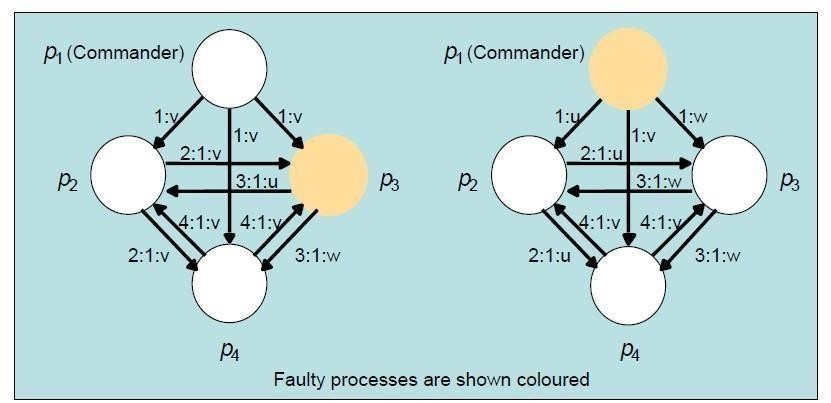 p1 (Commander)
p1 (Commander)
1:v
1:v
1:v
2:1:v
3:1:u
p2
p3
4:1:v
4:1:v
2:1:v
3:1:w
p4
1:u
1:v
1:w
2:1:u
3:1:w
p2
p3
4:1:v
4:1:v
2:1:u
3:1:w
p4
Faulty processes are shown coloured